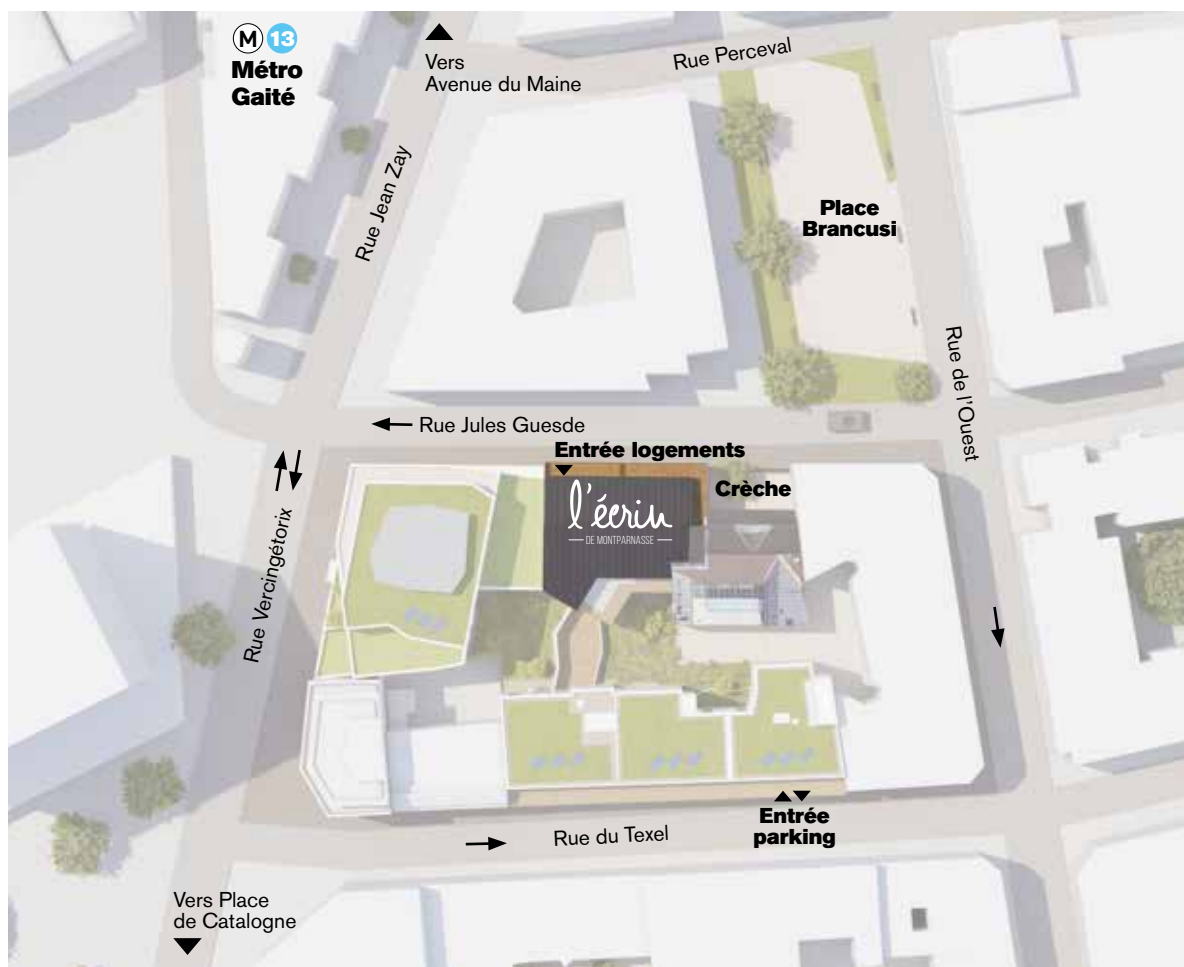 M 13
Métro
Gaité
Vers
Avenue du Maine
Rue Perceval
Rue Jean Zay
Place
Brancusi
Rue de l'Ouest
Rue Jules Guesde
Entrée logements
Crèche
l'écrin
DE MONTPARNASSE
Rue Vercingétorix
Entrée
parking
Rue du Texel
Vers Place
de Catalogne